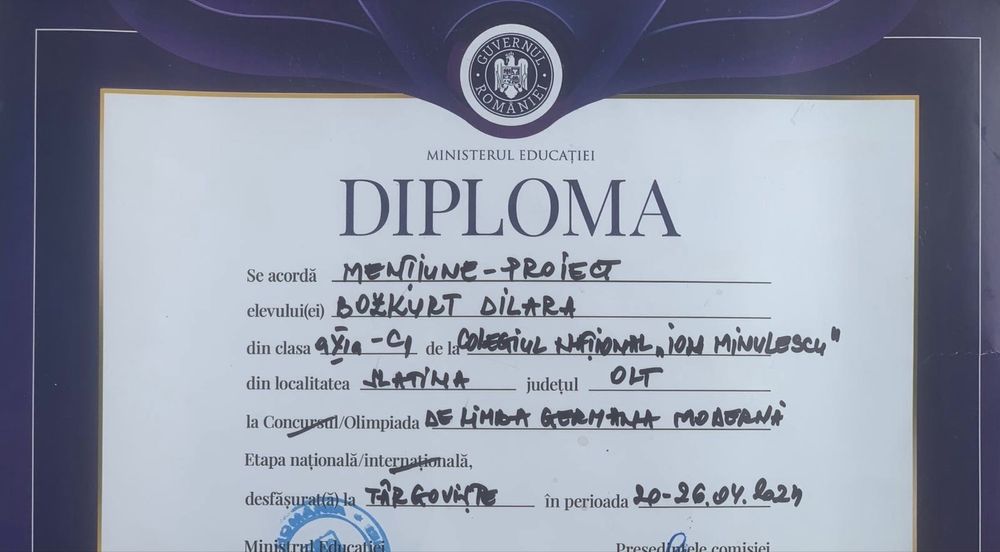 GUVERNUL ROMÂNIEI
MINISTERUL EDUCAȚIEI
DIPLOMA
Se acordă MENȚIUNE - PROIECT
elevului(ei) BOZKURT DILARA
din clasa a XIa - C1 de la COLEGIUL NAȚIONAL „ION MINULESCU"
din localitatea SLATINA județul OLT
la Concursul/Olimpiada DE LIMBA GERMANA MODERNĂ
Etapa națională/internațională,
desfășurat(ă) la TÂRGOVIȘTE în perioada 20-26.04.2024
Ministrul Educației Președintele comisiei